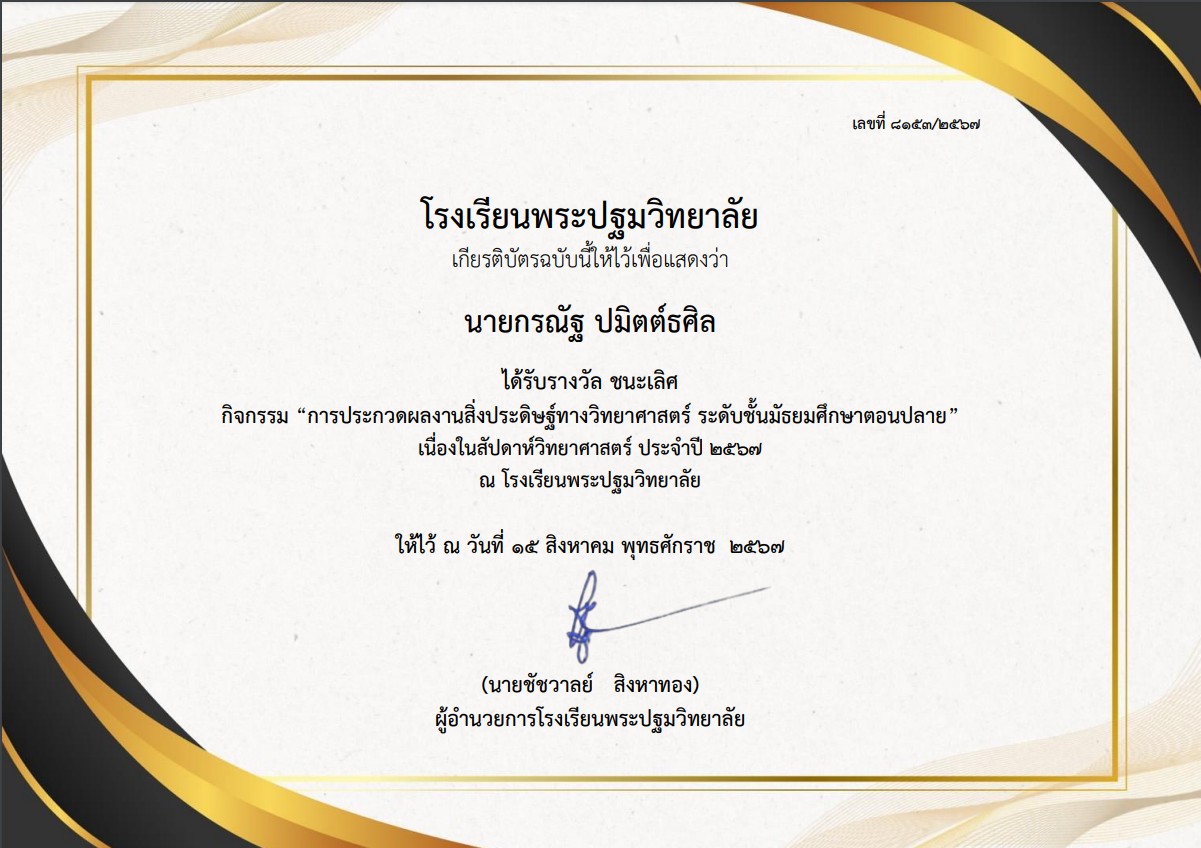 เลขที่ ๘๑๕๓/๒๕๖๗
โรงเรียนพระปฐมวิทยาลัย
เกียรติบัตรฉบับนี้ให้ไว้เพื่อแสดงว่า
นายกรณัฐ ปมิตต์ธศิล
ได้รับรางวัล ชนะเลิศ
กิจกรรม “การประกวดผลงานสิ่งประดิษฐ์ทางวิทยาศาสตร์ ระดับชั้นมัธยมศึกษาตอนปลาย”
เนื่องในสัปดาห์วิทยาศาสตร์ ประจำปี ๒๕๖๗
ณ โรงเรียนพระปฐมวิทยาลัย
ให้ไว้ ณ วันที่ ๑๕ สิงหาคม พุทธศักราช ๒๕๖๗
(นายชัชวาลย์ สิงหาทอง)
ผู้อำนวยการโรงเรียนพระปฐมวิทยาลัย